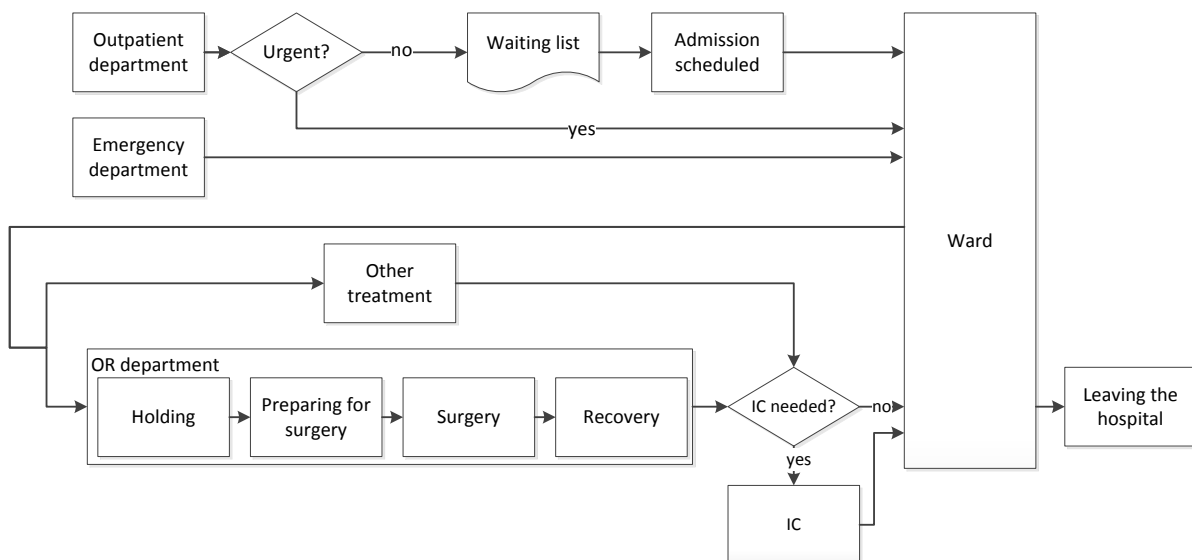 Outpatient
department
Urgent?
no
Waiting list
Admission
scheduled
yes
Emergency
department
Ward
Other
treatment
OR department
Holding
Preparing for
surgery
Surgery
Recovery
IC needed?
no
yes
IC
Leaving the
hospital